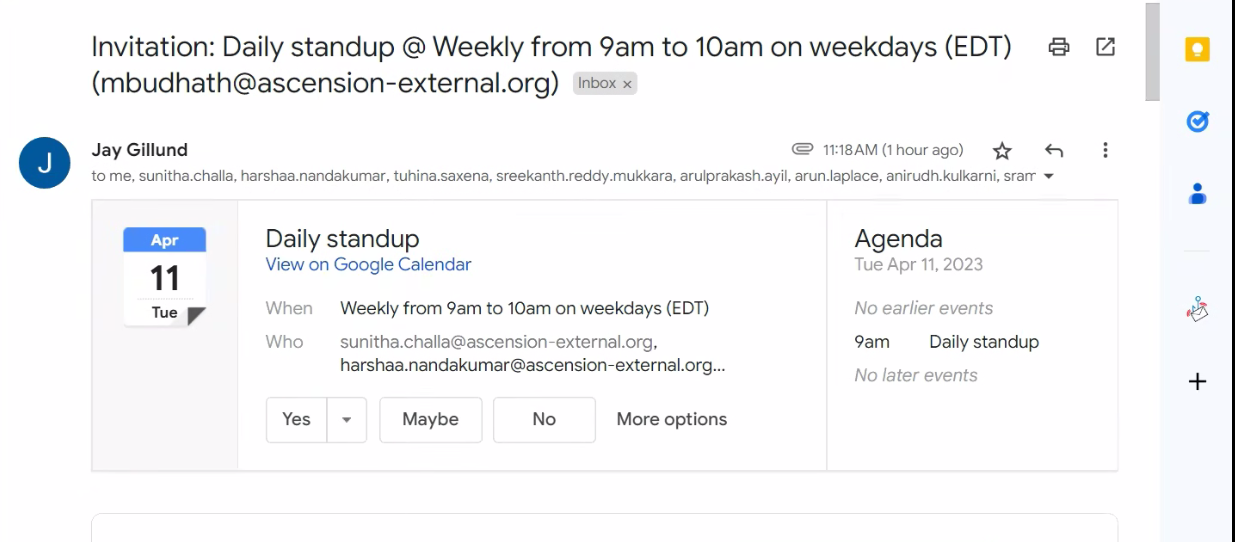 Invitation: Daily standup @ Weekly from 9am to 10am on weekdays (EDT)
(mbudhath@ascension-external.org) Inbox ×
J
Jay Gillund
11:18 AM (1 hour ago)
to me, sunitha.challa, harshaa.nandakumar, tuhina.saxena, sreekanth.reddy.mukkara, arulprakash.ayil, arun.laplace, anirudh.kulkarni, sram
Apr
11
Tue
Daily standup
View on Google Calendar
When Weekly from 9am to 10am on weekdays (EDT)
Who sunitha.challa@ascension-external.org,
harshaa.nandakumar@ascension-external.org...
Yes Maybe No More options
Agenda
Tue Apr 11, 2023
No earlier events
9am Daily standup
No later events